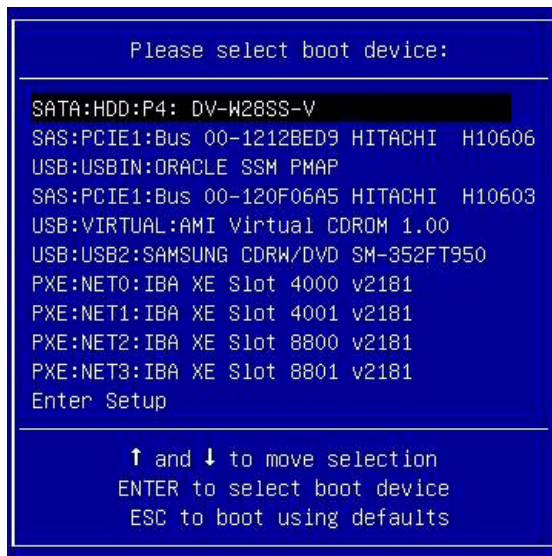 Please select boot device:
SATA:HDD:P4: DV-W28SS-V
SAS:PCIE1:Bus 00-1212BED9 HITACHI  H10606
USB:USBIN:ORACLE SSM PMAP
SAS:PCIE1:Bus 00-120F06A5 HITACHI  H10603
USB:VIRTUAL:AMI Virtual CDROM 1.00
USB:USB2:SAMSUNG CDRW/DVD SM-352FT950
PXE:NET0:IBA XE Slot 4000 v2181
PXE:NET1:IBA XE Slot 4001 v2181
PXE:NET2:IBA XE Slot 8800 v2181
PXE:NET3:IBA XE Slot 8801 v2181
Enter Setup
↑ and ↓ to move selection
ENTER to select boot device
ESC to boot using defaults